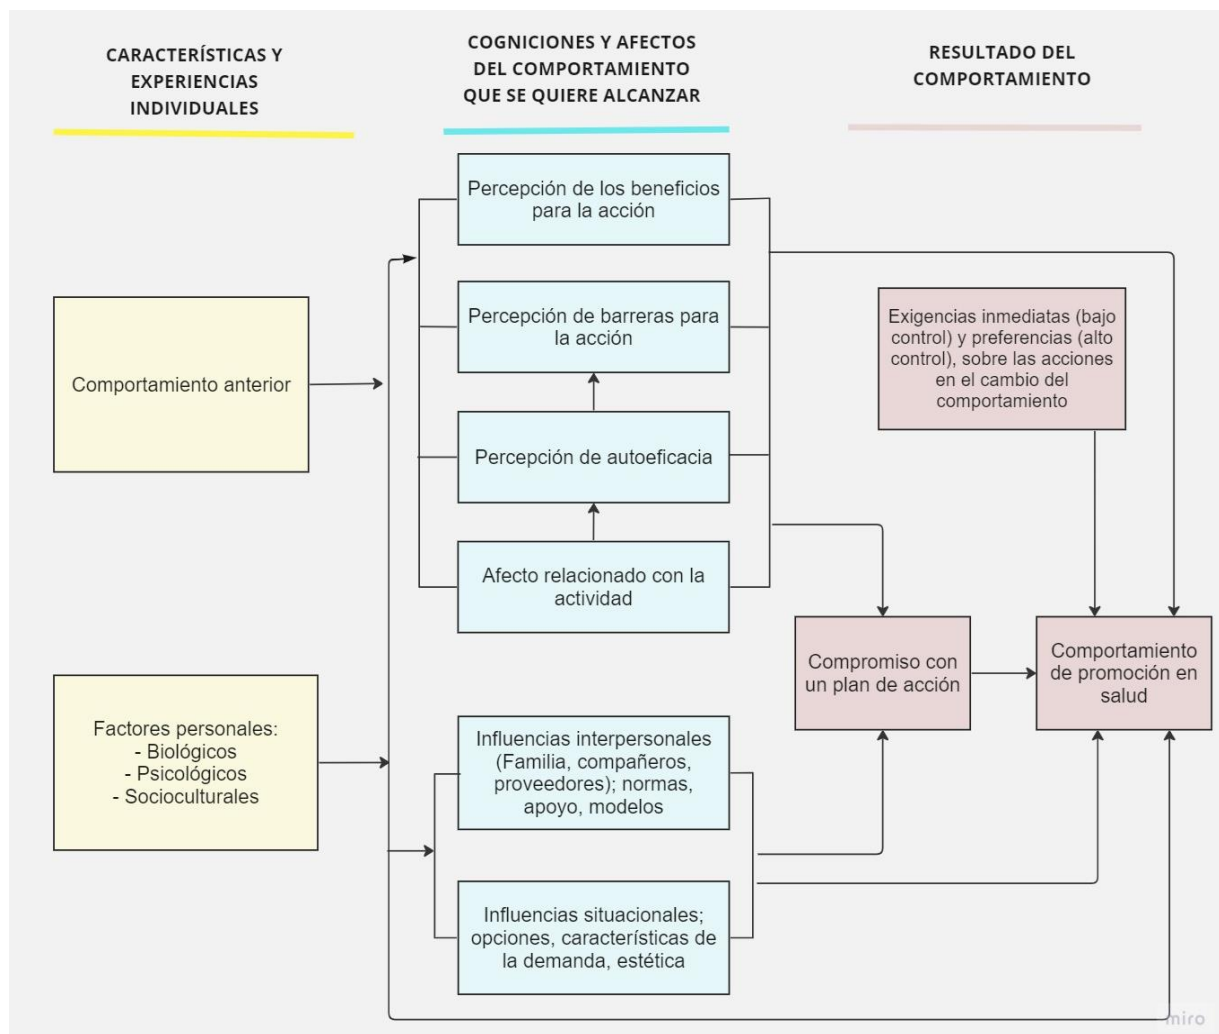 CARACTERÍSTICAS Y
EXPERIENCIAS
INDIVIDUALES
COGNICIONES Y AFECTOS
DEL COMPORTAMIENTO
QUE SE QUIERE ALCANZAR
RESULTADO DEL
COMPORTAMIENTO
Comportamiento anterior
Factores personales:
- Biológicos
- Psicológicos
- Socioculturales
Percepción de los beneficios
para la acción
Percepción de barreras para
la acción
Percepción de autoeficacia
Afecto relacionado con la
actividad
Influencias interpersonales
(Familia, compañeros,
proveedores); normas,
apoyo, modelos
Influencias situacionales;
opciones, características de
la demanda, estética
Exigencias inmediatas (bajo
control) y preferencias (alto
control), sobre las acciones
en el cambio del
comportamiento
Compromiso con
un plan de acción
Comportamiento
de promoción en
salud
miro